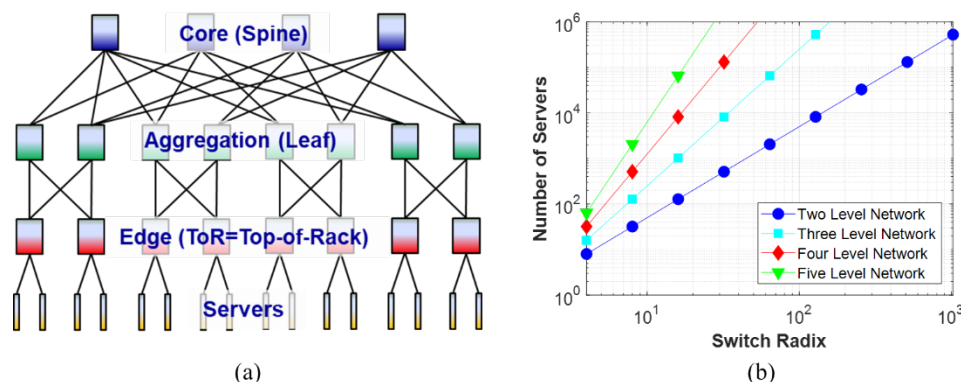 Core (Spine)
Aggregation (Leaf)
Edge (ToR=Top-of-Rack)
Servers
(a)
Number of Servers
10^6
10^4
10^2
10^0
10^1
10^2
10^3
Switch Radix
Two Level Network
Three Level Network
Four Level Network
Five Level Network
(b)